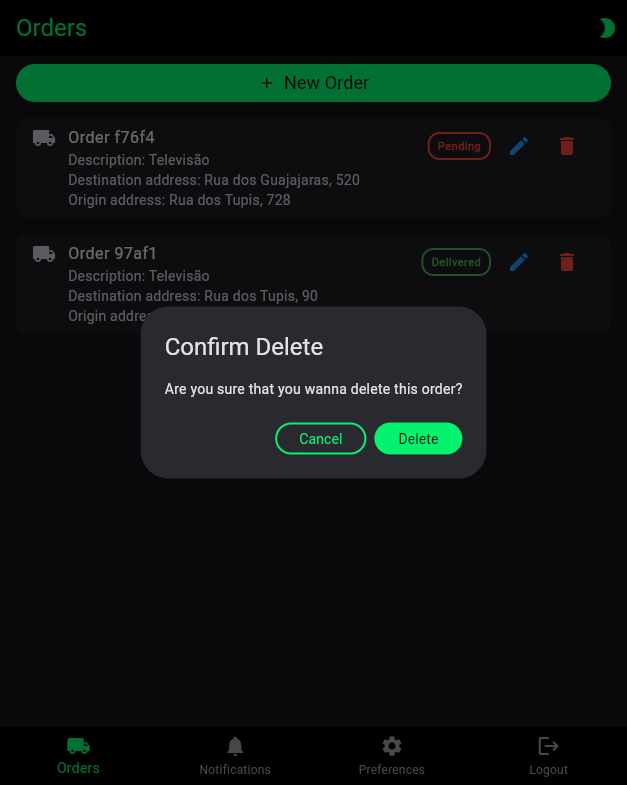 Orders
+ New Order
Order f76f4
Pending
Description: Televisão
Destination address: Rua dos Guajajaras, 520
Origin address: Rua dos Tupis, 728
Order 97af1
Delivered
Description: Televisão
Destination address: Rua dos Tupis, 90
Origin
Confirm Delete
Are you sure that you wanna delete this order?
Cancel
Delete
Orders
Notifications
Preferences
Logout